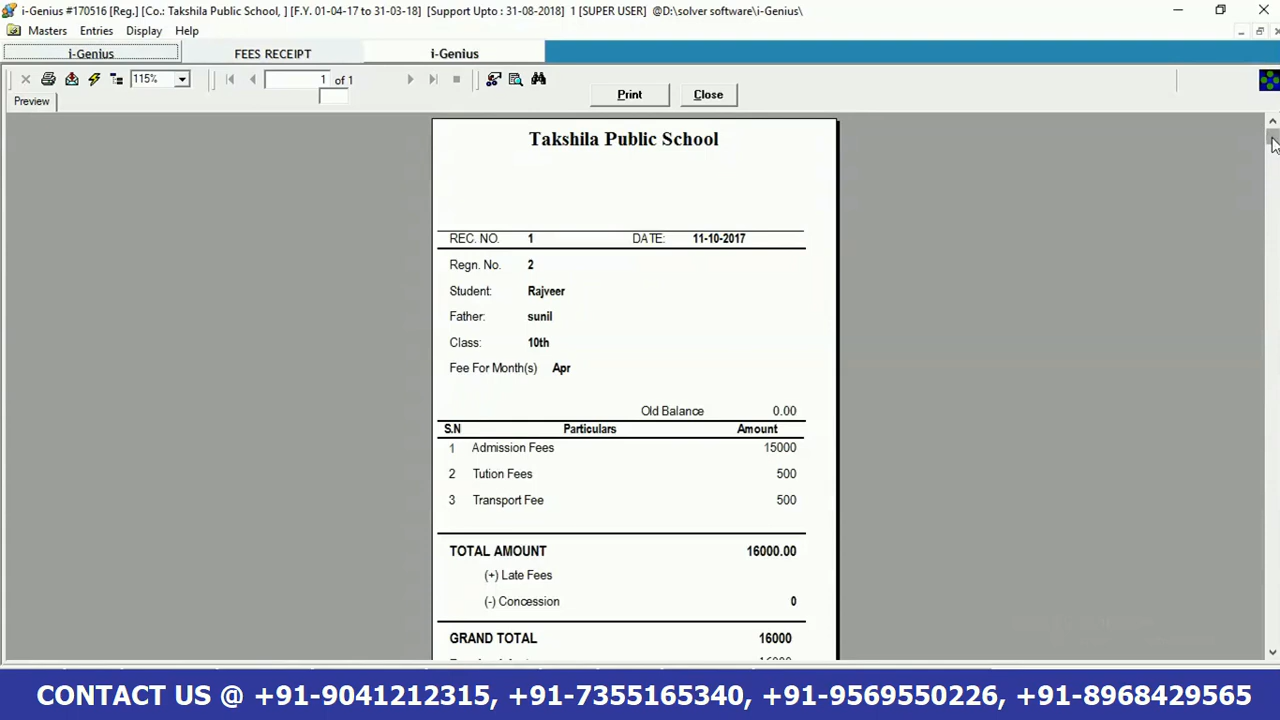 i-Genius #170516 [Reg.] [Co.: Takshila Public School, ] [F.Y. 01-04-17 to 31-03-18] [Support Upto : 31-08-2018] 1 [SUPER USER] @D:\solver software\i-Genius\
Masters Entries Display Help
i-Genius FEES RECEIPT i-Genius
115% 1 of 1
Print Close
Preview
Takshila Public School
REC. NO. 1 DATE: 11-10-2017
Regn. No. 2
Student: Rajveer
Father: sunil
Class: 10th
Fee For Month(s) Apr
Old Balance 0.00
S.N Particulars Amount
1 Admission Fees 15000
2 Tution Fees 500
3 Transport Fee 500
TOTAL AMOUNT 16000.00
(+) Late Fees
(-) Concession 0
GRAND TOTAL 16000
CONTACT US @ +91-9041212315, +91-7355165340, +91-9569550226, +91-8968429565